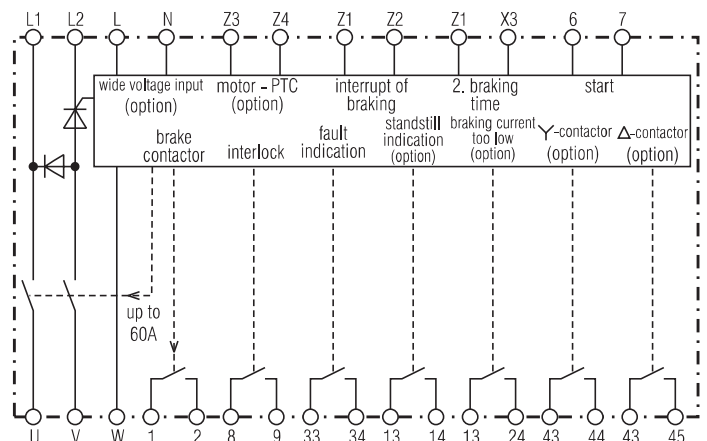 L1 L2 L N Z3 Z4 Z1 Z2 Z1 X3 6 7
wide voltage input
(option)
motor – PTC
(option)
interrupt of
braking
2. braking
time
start
brake
contactor
interlock
fault
indication
standstill
indication
(option)
braking current
too low
(option)
Y-contactor
(option)
Δ-contactor
(option)
up to
60A
U V W 1 2 8 9 33 34 13 14 13 24 43 44 43 45